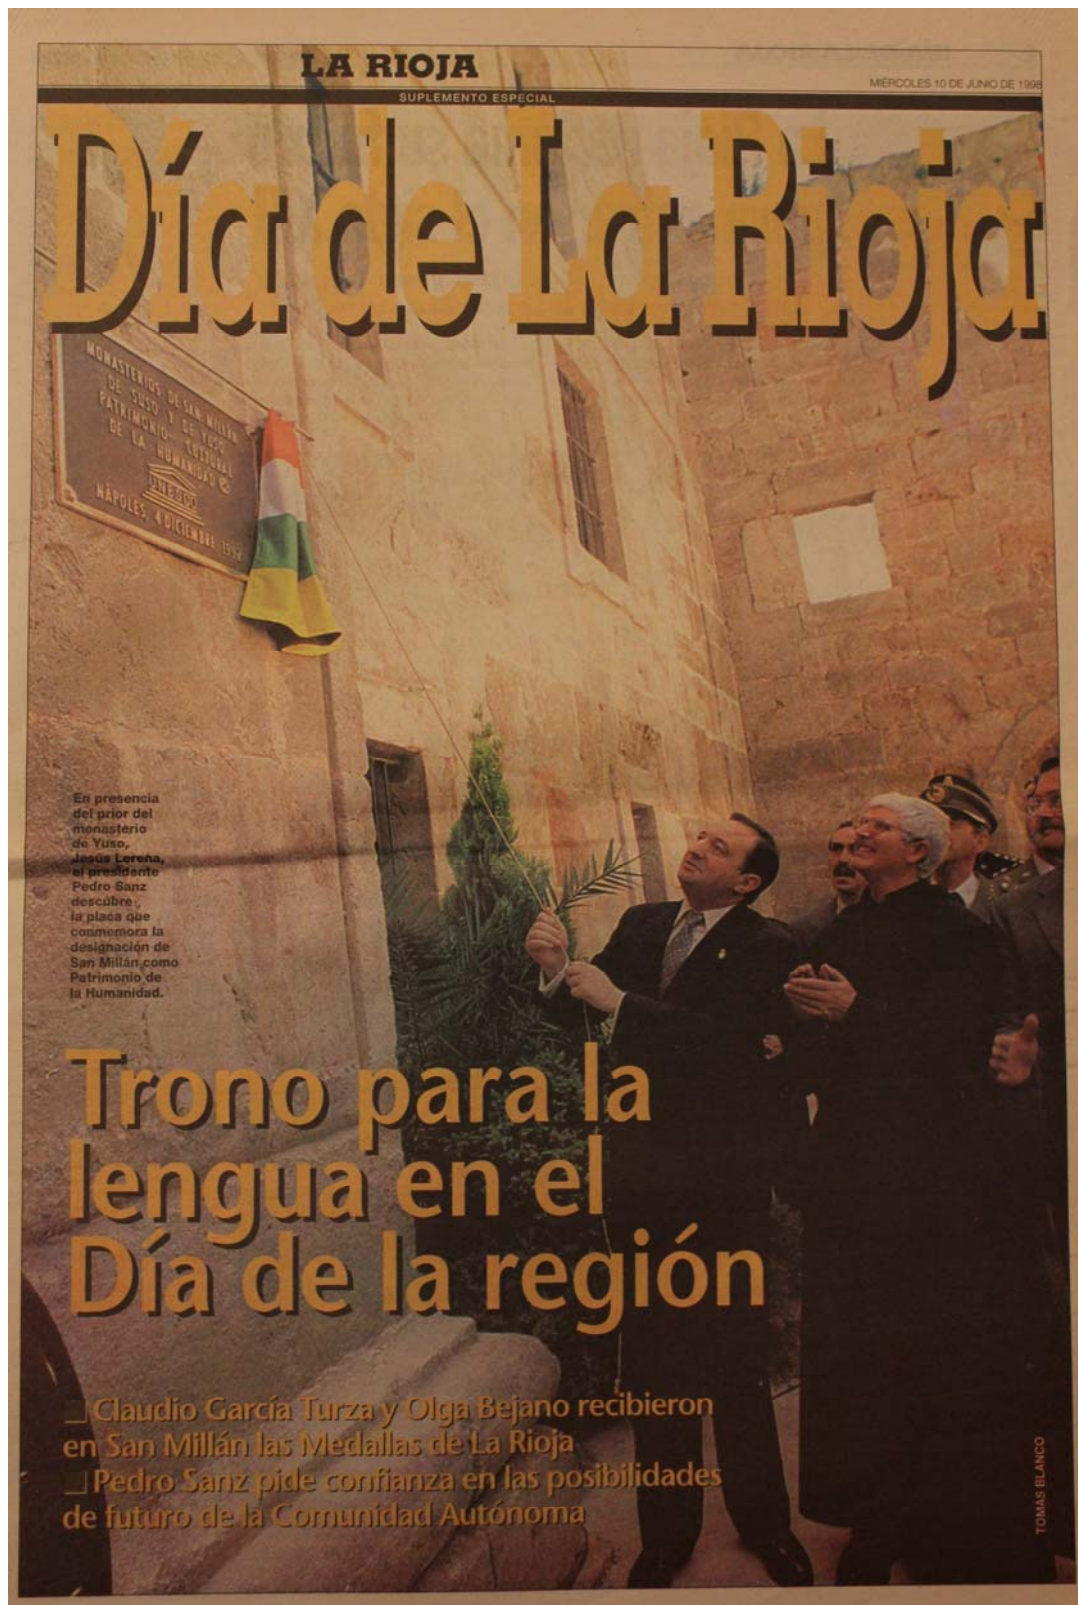 LA RIOJA
MIÉRCOLES 10 DE JUNIO DE 1998
SUPLEMENTO ESPECIAL
Día de La Rioja
MONASTERIOS DE SAN MILLÁN
DE SUSO Y DE YUSO
PATRIMONIO CULTURAL
DE LA HUMANIDAD
UNESCO
NÁPOLES, 4 DICIEMBRE 1997
En presencia
del prior del
monasterio
de Yuso,
Jesús Lerena,
el presidente
Pedro Sanz
descubre
la placa que
conmemora la
designación de
San Millán como
Patrimonio de
la Humanidad.
Trono para la
lengua en el
Día de la región
Claudio García Turza y Olga Bejano recibieron
en San Millán las Medallas de La Rioja
Pedro Sanz pide confianza en las posibilidades
de futuro de la Comunidad Autónoma
TOMÁS BLANCO